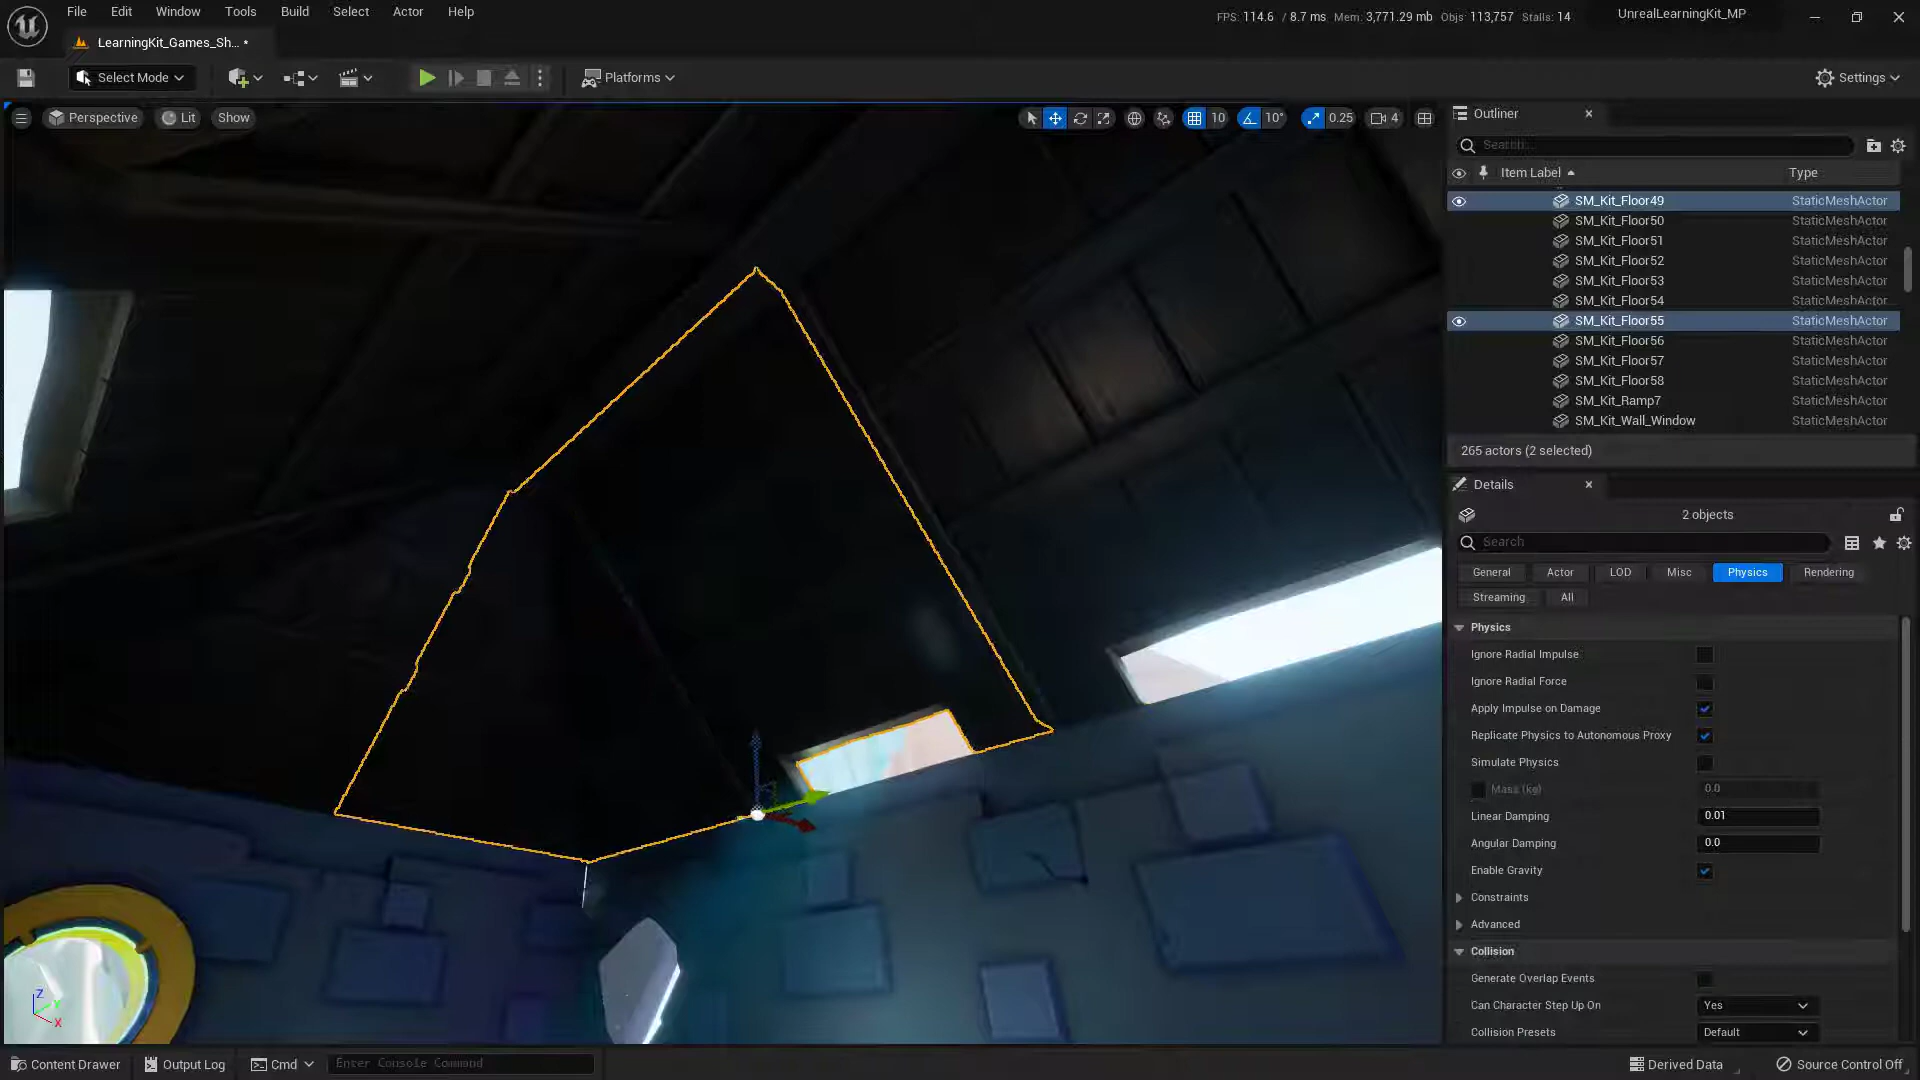 File Edit Window Tools Build Select Actor Help
FPS: 114.6 / 8.7 ms Mem: 3,771.29 mb Objs: 113,757 Stalls: 14
UnrealLearningKit_MP
LearningKit_Games_Sh... •
Select Mode
Platforms
Settings
Perspective Lit Show
10 10° 0.25 4
Outliner
Search...
Item Label Type
SM_Kit_Floor49 StaticMeshActor
SM_Kit_Floor50 StaticMeshActor
SM_Kit_Floor51 StaticMeshActor
SM_Kit_Floor52 StaticMeshActor
SM_Kit_Floor53 StaticMeshActor
SM_Kit_Floor54 StaticMeshActor
SM_Kit_Floor55 StaticMeshActor
SM_Kit_Floor56 StaticMeshActor
SM_Kit_Floor57 StaticMeshActor
SM_Kit_Floor58 StaticMeshActor
SM_Kit_Ramp7 StaticMeshActor
SM_Kit_Wall_Window StaticMeshActor
265 actors (2 selected)
Details
2 objects
Search
General Actor LOD Misc Physics Rendering
Streaming All
Physics
Ignore Radial Impulse
Ignore Radial Force
Apply Impulse on Damage
Replicate Physics to Autonomous Proxy
Simulate Physics
Mass (kg) 0.0
Linear Damping 0.01
Angular Damping 0.0
Enable Gravity
Constraints
Advanced
Collision
Generate Overlap Events
Can Character Step Up On Yes
Collision Presets Default
Z Y X
Content Drawer Output Log Cmd Enter Console Command
Derived Data Source Control Off